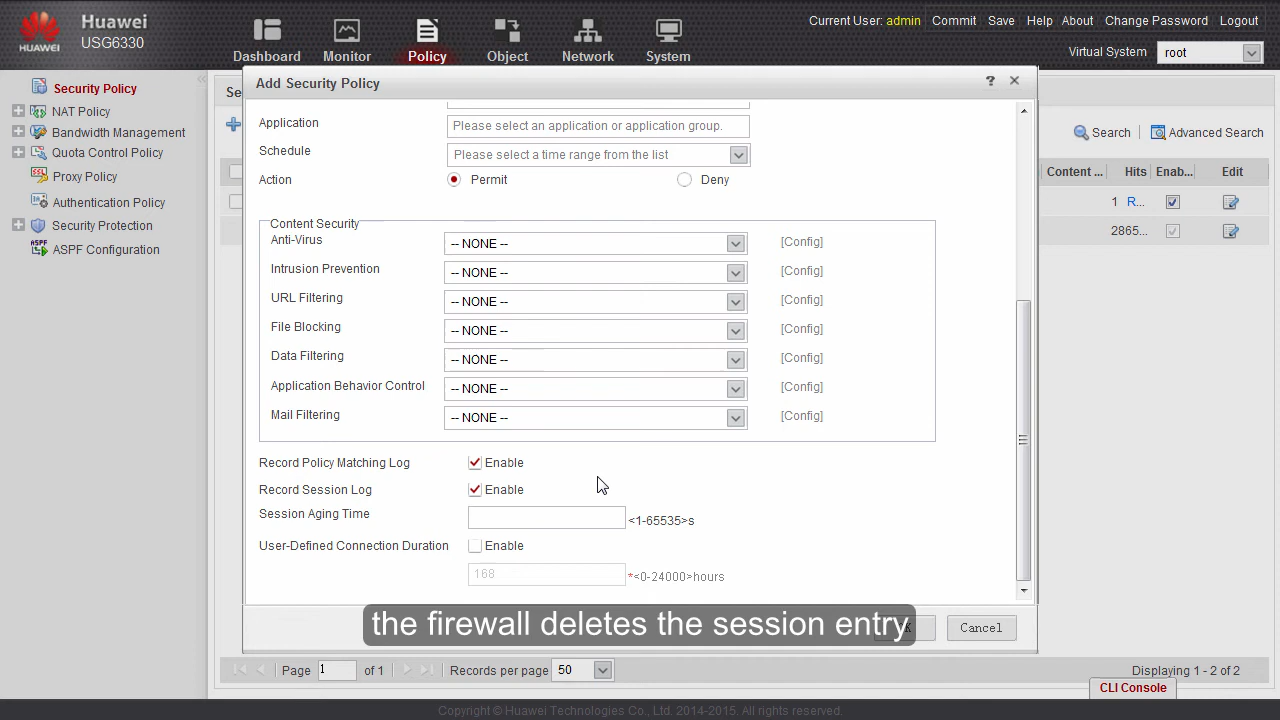 Huawei
USG6330
HUAWEI
Dashboard
Monitor
Policy
Object
Network
System
Current User: admin
Commit
Save
Help
About
Change Password
Logout
Virtual System
root
Security Policy
NAT Policy
Bandwidth Management
Quota Control Policy
Proxy Policy
Authentication Policy
Security Protection
ASPF
ASPF Configuration
Se
Add Security Policy
?
Application
Please select an application or application group.
Schedule
Please select a time range from the list
Action
Permit
Deny
Content Security
Anti-Virus
-- NONE --
[Config]
Intrusion Prevention
-- NONE --
[Config]
URL Filtering
-- NONE --
[Config]
File Blocking
-- NONE --
[Config]
Data Filtering
-- NONE --
[Config]
Application Behavior Control
-- NONE --
[Config]
Mail Filtering
-- NONE --
[Config]
Record Policy Matching Log
Enable
Record Session Log
Enable
Session Aging Time
<1-65535>s
User-Defined Connection Duration
Enable
168
*<0-24000>hours
the firewall deletes the session entry
Cancel
Search
Advanced Search
Content ...
Hits
Enab...
Edit
1
R...
2865...
Page
1
of 1
Records per page
50
Displaying 1 - 2 of 2
CLI Console
Copyright © Huawei Technologies Co., Ltd. 2014-2015. All rights reserved.